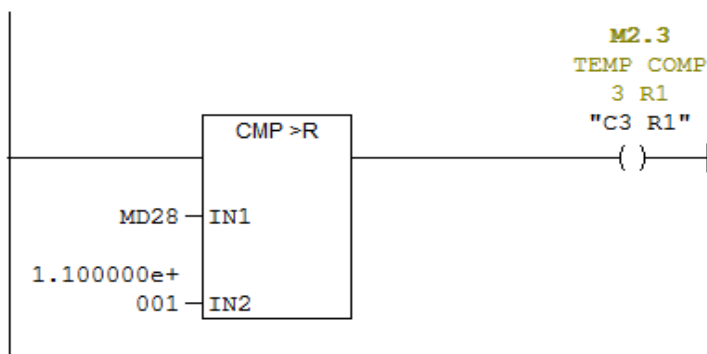 M2.3
TEMP COMP
3 R1
"C3 R1"
CMP >R
MD28
IN1
1.100000e+
001
IN2